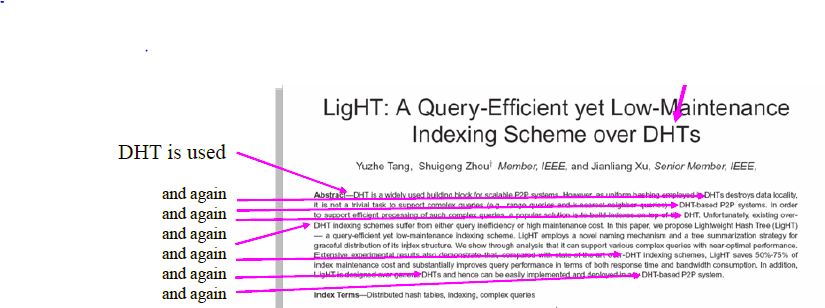 LigHT: A Query-Efficient yet Low-Maintenance
Indexing Scheme over DHTs
DHT is used
Yuzhe Tang, Shuigeng Zhou† Member, IEEE, and Jianliang Xu, Senior Member, IEEE,
and again
and again
and again
and again
and again
and again
Abstract—DHT is a widely used building block for scalable P2P systems. However, as uniform hashing employed in DHTs destroys data locality,
it is not a trivial task to support complex queries (e.g., range queries and k-nearest-neighbor queries) in DHT-based P2P systems. In order
to support efficient processing of such complex queries, a popular solution is to build indexes on top of the DHT. Unfortunately, existing over-
DHT indexing schemes suffer from either query inefficiency or high maintenance cost. In this paper, we propose Lightweight Hash Tree (LigHT)
— a query-efficient yet low-maintenance indexing scheme. LigHT employs a novel naming mechanism and a tree summarization strategy for
graceful distribution of its index structure. We show through analysis that it can support various complex queries with near-optimal performance.
Extensive experimental results also demonstrate that, compared with state-of-the-art over-DHT indexing schemes, LigHT saves 50%-75% of
index maintenance cost and substantially improves query performance in terms of both response time and bandwidth consumption. In addition,
LigHT is designed over generic DHTs and hence can be easily implemented and deployed in any DHT-based P2P system.
Index Terms—Distributed hash tables, indexing, complex queries